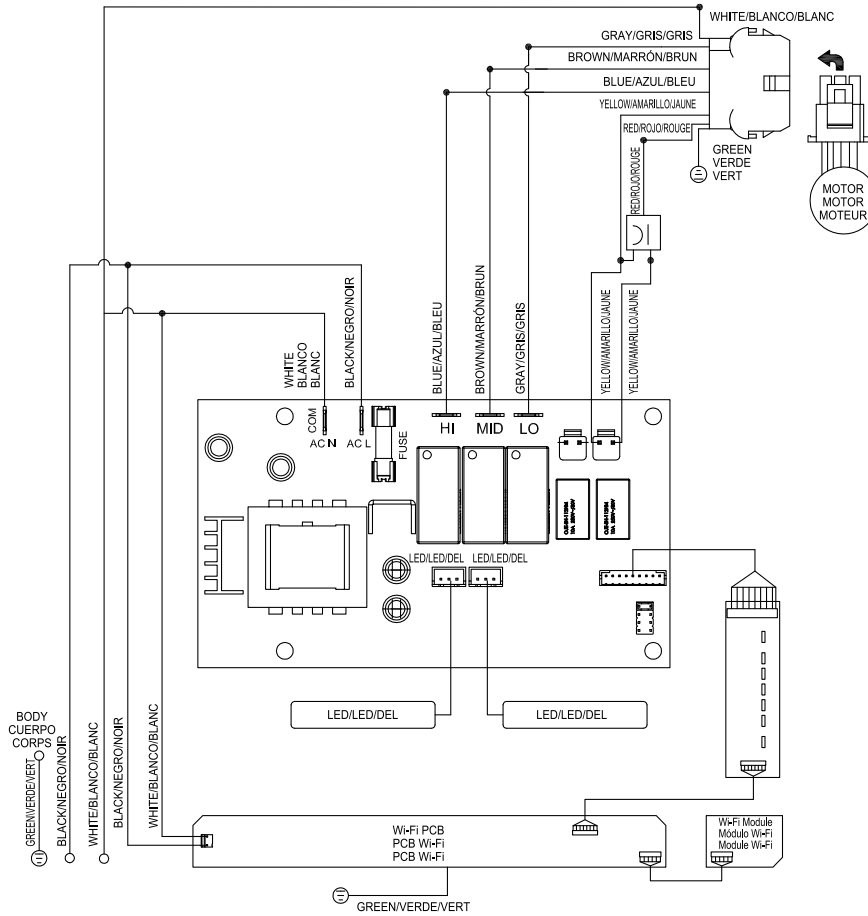 WHITE/BLANCO/BLANC
GRAY/GRIS/GRIS
BROWN/MARRÓN/BRUN
BLUE/AZUL/BLEU
YELLOW/AMARILLO/JAUNE
RED/ROJO/ROUGE
GREEN
VERDE
VERT
MOTOR
MOTOR
MOTEUR
RED/ROJO/ROUGE
WHITE
BLANCO
BLANC
BLACK/NEGRO/NOIR
BLUE/AZUL/BLEU
BROWN/MARRÓN/BRUN
GRAY/GRIS/GRIS
YELLOW/AMARILLO/JAUNE
YELLOW/AMARILLO/JAUNE
COM
AC N
AC L
FUSE
HI
MID
LO
LED/LED/DEL
LED/LED/DEL
LED/LED/DEL
LED/LED/DEL
BODY
CUERPO
CORPS
GREEN/VERDE/VERT
BLACK/NEGRO/NOIR
WHITE/BLANCO/BLANC
BLACK/NEGRO/NOIR
WHITE/BLANCO/BLANC
Wi-Fi PCB
PCB Wi-Fi
PCB Wi-Fi
Wi-Fi Module
Módulo Wi-Fi
Module Wi-Fi
GREEN/VERDE/VERT